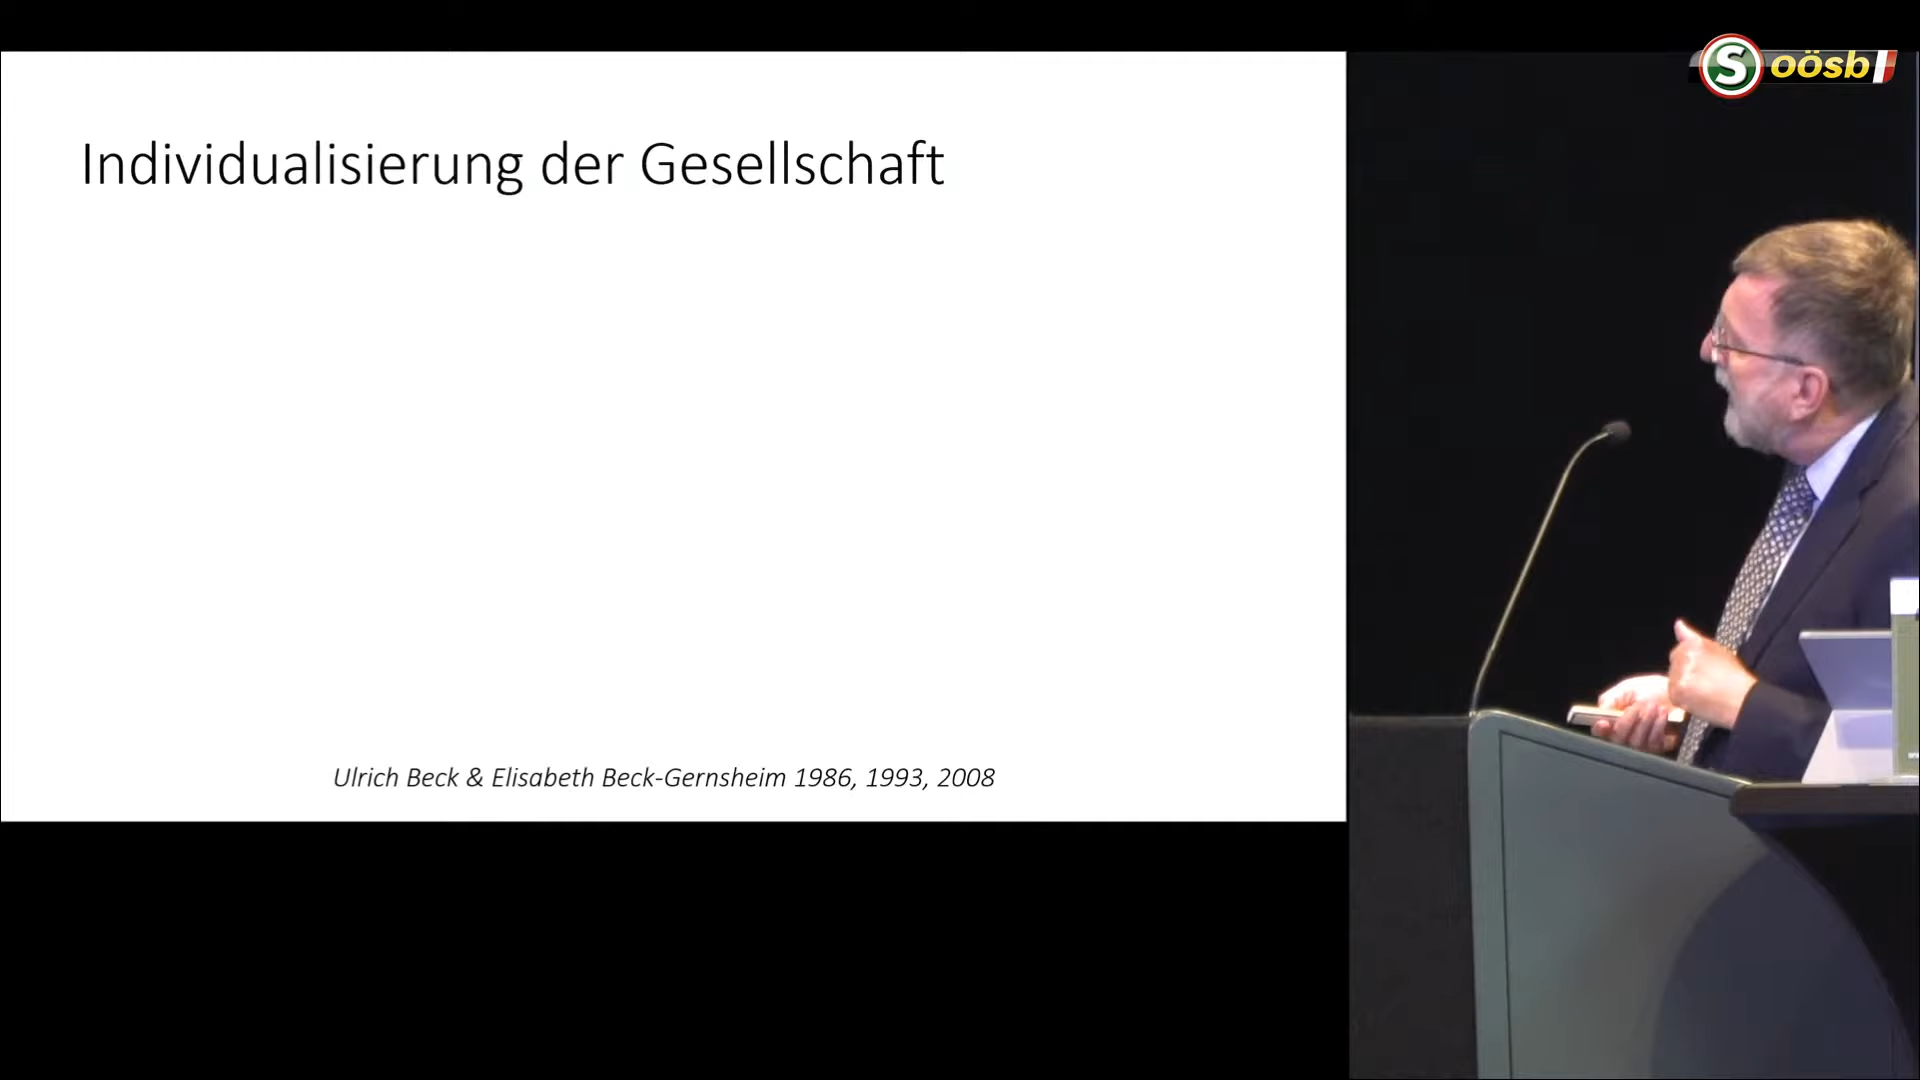 Individualisierung der Gesellschaft
Ulrich Beck & Elisabeth Beck-Gernsheim 1986, 1993, 2008
S oösb